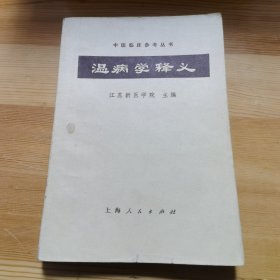 中医临床参考丛书
温病学释义
江苏新医学院 主编
上海人民出版社